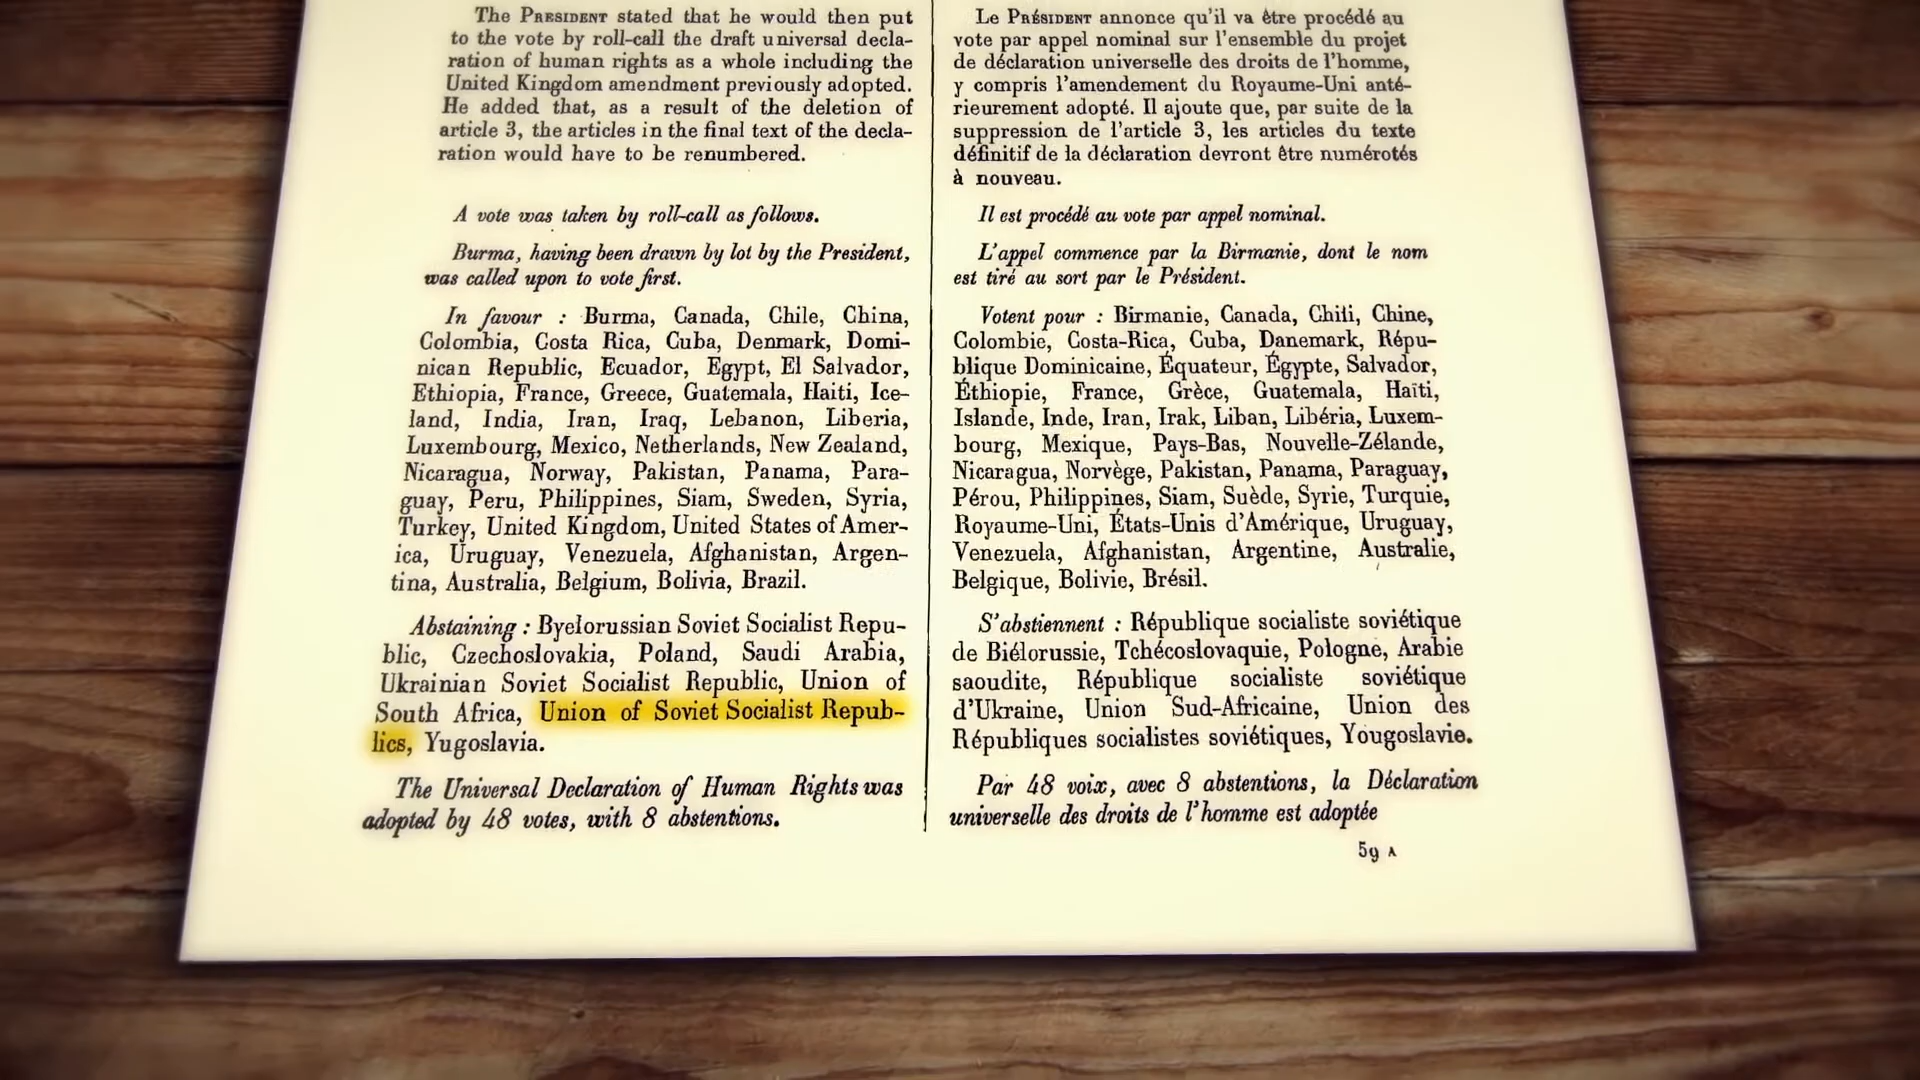 The PRESIDENT stated that he would then put
to the vote by roll-call the draft universal decla-
ration of human rights as a whole including the
United Kingdom amendment previously adopted.
He added that, as a result of the deletion of
article 3, the articles in the final text of the decla-
ration would have to be renumbered.
A vote was taken by roll-call as follows.
Burma, having been drawn by lot by the President,
was called upon to vote first.
In favour : Burma, Canada, Chile, China,
Colombia, Costa Rica, Cuba, Denmark, Domi-
nican Republic, Ecuador, Egypt, El Salvador,
Ethiopia, France, Greece, Guatemala, Haiti, Ice-
land, India, Iran, Iraq, Lebanon, Liberia,
Luxembourg, Mexico, Netherlands, New Zealand,
Nicaragua, Norway, Pakistan, Panama, Para-
guay, Peru, Philippines, Siam, Sweden, Syria,
Turkey, United Kingdom, United States of Amer-
ica, Uruguay, Venezuela, Afghanistan, Argen-
tina, Australia, Belgium, Bolivia, Brazil.
Abstaining : Byelorussian Soviet Socialist Repu-
blic, Czechoslovakia, Poland, Saudi Arabia,
Ukrainian Soviet Socialist Republic, Union of
South Africa, Union of Soviet Socialist Repub-
lics, Yugoslavia.
The Universal Declaration of Human Rights was
adopted by 48 votes, with 8 abstentions.
Le PRÉSIDENT annonce qu'il va être procédé au
vote par appel nominal sur l'ensemble du projet
de déclaration universelle des droits de l'homme,
y compris l'amendement du Royaume-Uni anté-
rieurement adopté. Il ajoute que, par suite de la
suppression de l'article 3, les articles du texte
définitif de la déclaration devront être numérotés
à nouveau.
Il est procédé au vote par appel nominal.
L'appel commence par la Birmanie, dont le nom
est tiré au sort par le Président.
Votent pour : Birmanie, Canada, Chili, Chine,
Colombie, Costa-Rica, Cuba, Danemark, Répu-
blique Dominicaine, Équateur, Égypte, Salvador,
Éthiopie, France, Grèce, Guatemala, Haïti,
Islande, Inde, Iran, Irak, Liban, Libéria, Luxem-
bourg, Mexique, Pays-Bas, Nouvelle-Zélande,
Nicaragua, Norvège, Pakistan, Panama, Paraguay,
Pérou, Philippines, Siam, Suède, Syrie, Turquie,
Royaume-Uni, États-Unis d'Amérique, Uruguay,
Venezuela, Afghanistan, Argentine, Australie,
Belgique, Bolivie, Brésil.
S'abstiennent : République socialiste soviétique
de Biélorussie, Tchécoslovaquie, Pologne, Arabie
saoudite, République socialiste soviétique
d'Ukraine, Union Sud-Africaine, Union des
Républiques socialistes soviétiques, Yougoslavie.
Par 48 voix, avec 8 abstentions, la Déclaration
universelle des droits de l'homme est adoptée
59 A